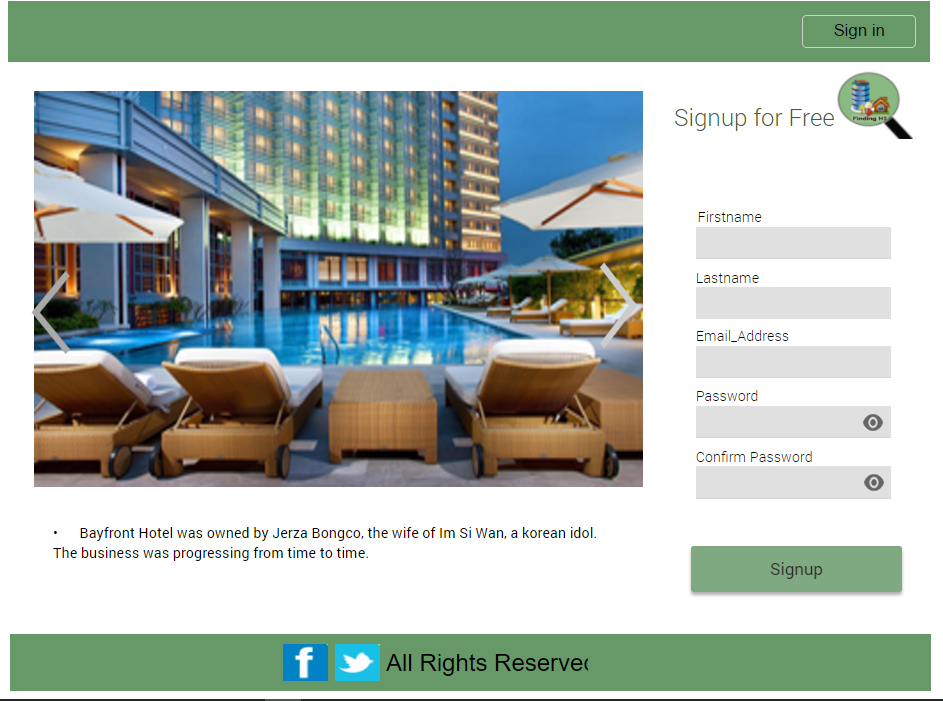 Sign in
Signup for Free
Finding H
Firstname
Lastname
Email_Address
Password
Confirm Password
• Bayfront Hotel was owned by Jerza Bongco, the wife of Im Si Wan, a korean idol.
The business was progressing from time to time.
Signup
f
All Rights Reserved